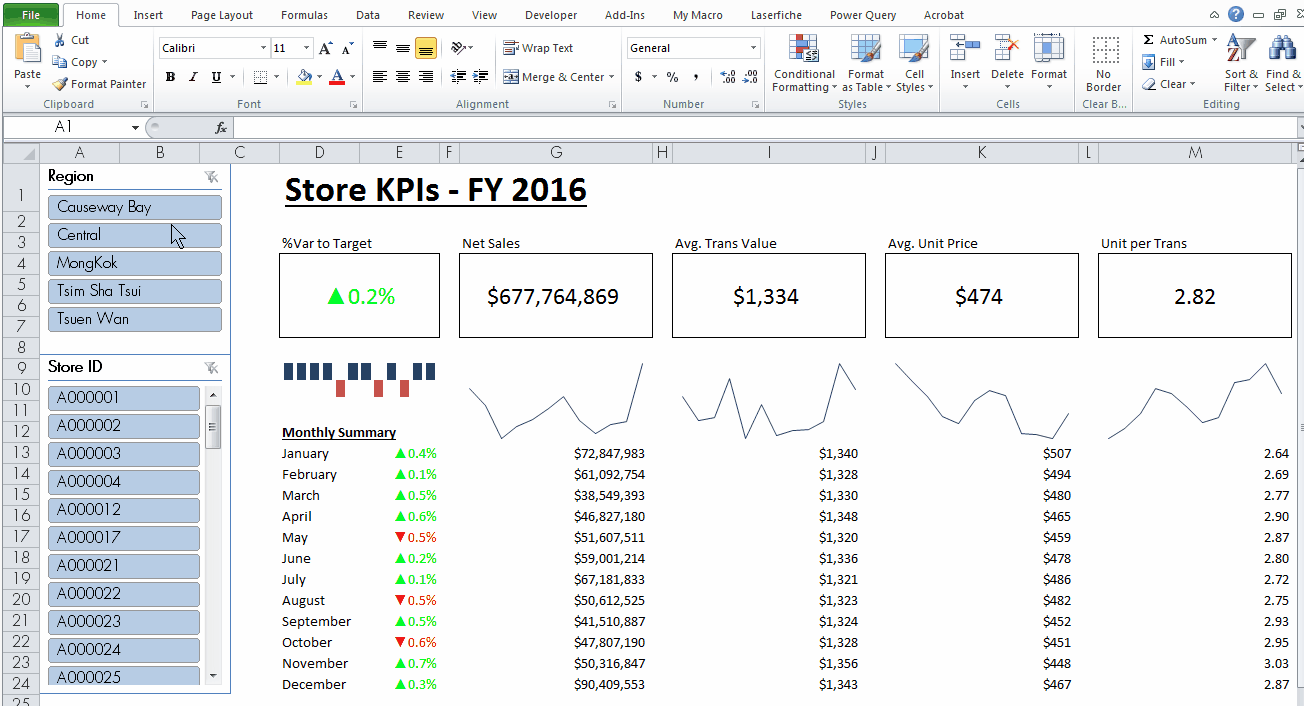 File Home Insert Page Layout Formulas Data Review View Developer Add-Ins My Macro Laserfiche Power Query Acrobat
Paste
Cut
Copy
Format Painter
Clipboard
Calibri 11
B I U
Font
Wrap Text
Merge & Center
Alignment
General
$ % ,
Number
Conditional Formatting
Format as Table
Cell Styles
Styles
Insert Delete Format
Cells
No Border
Clear B...
AutoSum
Fill
Clear
Sort & Filter
Find & Select
Editing
A1 fx
A B C D E F G H I J K L M
1
2
3
4
5
6
7
8
9
10
11
12
13
14
15
16
17
18
19
20
21
22
23
24
25
Region
Causeway Bay
Central
MongKok
Tsim Sha Tsui
Tsuen Wan
Store ID
A000001
A000002
A000003
A000004
A000012
A000017
A000021
A000022
A000023
A000024
A000025
Store KPIs - FY 2016
%Var to Target Net Sales Avg. Trans Value Avg. Unit Price Unit per Trans
▲0.2% $677,764,869 $1,334 $474 2.82
Monthly Summary
January ▲0.4% $72,847,983 $1,340 $507 2.64
February ▲0.1% $61,092,754 $1,328 $494 2.69
March ▲0.5% $38,549,393 $1,330 $480 2.77
April ▲0.6% $46,827,180 $1,348 $465 2.90
May ▼0.5% $51,607,511 $1,320 $459 2.87
June ▲0.2% $59,001,214 $1,336 $478 2.80
July ▲0.1% $67,181,833 $1,321 $486 2.72
August ▼0.5% $50,612,525 $1,323 $482 2.75
September ▲0.5% $41,510,887 $1,324 $452 2.93
October ▼0.6% $47,807,190 $1,328 $451 2.95
November ▲0.7% $50,316,847 $1,356 $448 3.03
December ▲0.3% $90,409,553 $1,343 $467 2.87